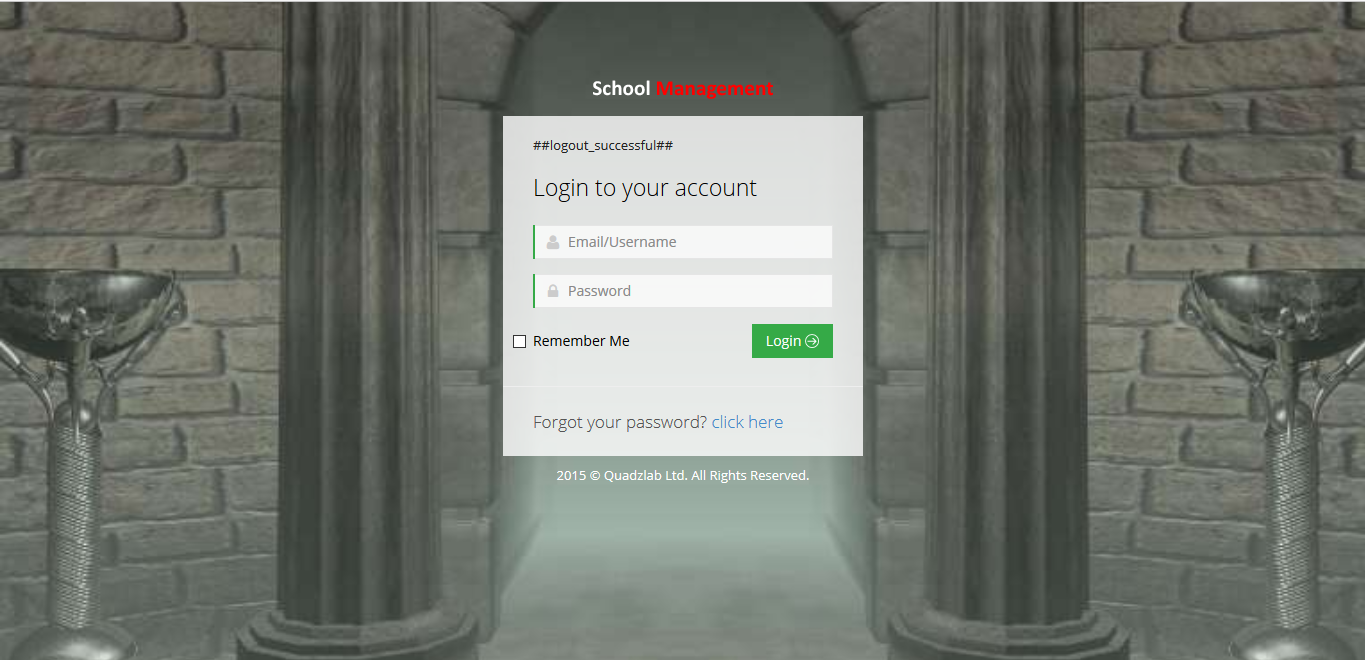 School Management
##logout_successful##
Login to your account
Email/Username
Password
Remember Me
Login
Forgot your password? click here
2015 © Quadzlab Ltd. All Rights Reserved.